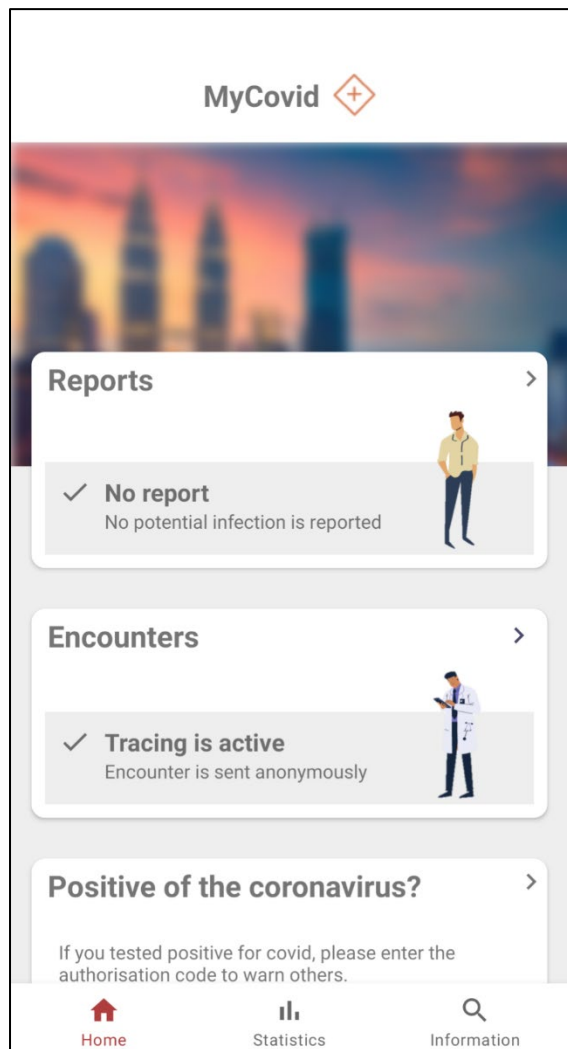 MyCovid
Reports
No report
No potential infection is reported
Encounters
Tracing is active
Encounter is sent anonymously
Positive of the coronavirus?
If you tested positive for covid, please enter the
authorisation code to warn others.
Home
Statistics
Information